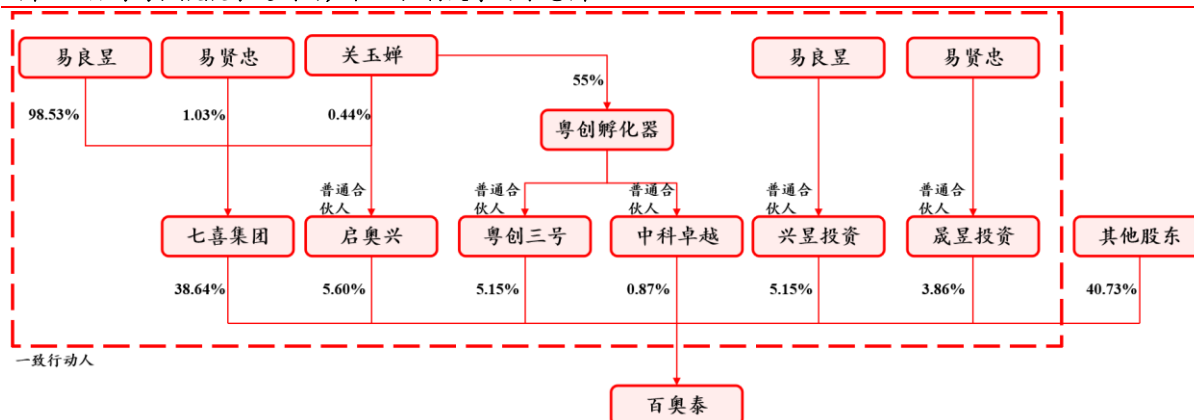 易良昱
易贤忠
关玉婵
易良昱
易贤忠
98.53%
1.03%
0.44%
55%
粤创孵化器
普通合
伙人
普通合
伙人
普通合
伙人
普通合
伙人
普通合
伙人
七喜集团
启奥兴
粤创三号
中科卓越
兴昱投资
晟昱投资
其他股东
38.64%
5.60%
5.15%
0.87%
5.15%
3.86%
40.73%
一致行动人
百奥泰